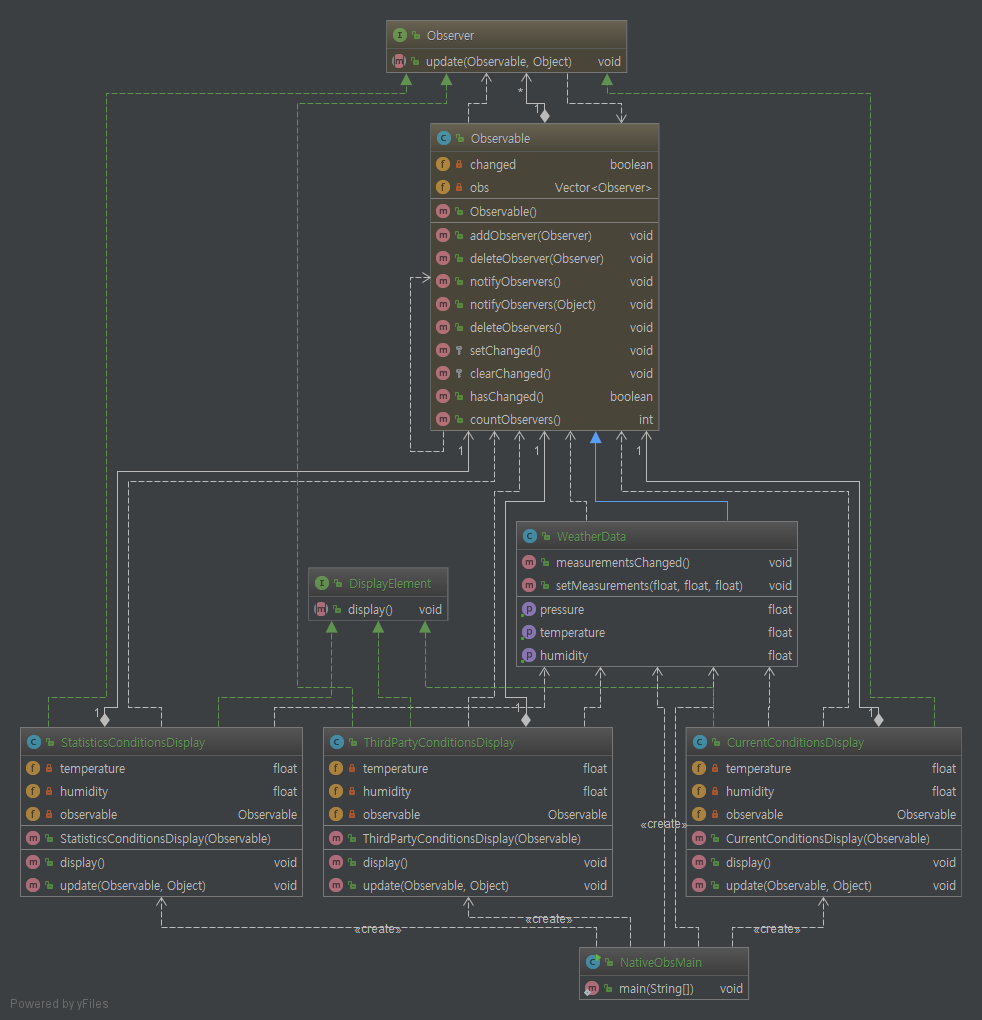 Observer
update(Observable, Object) void
*
1
Observable
changed boolean
obs Vector<Observer>
Observable()
addObserver(Observer) void
deleteObserver(Observer) void
notifyObservers() void
notifyObservers(Object) void
deleteObservers() void
setChanged() void
clearChanged() void
hasChanged() boolean
countObservers() int
1 1 1
WeatherData
measurementsChanged() void
setMeasurements(float, float, float) void
pressure float
temperature float
humidity float
DisplayElement
display() void
1 1 1
StatisticsConditionsDisplay
temperature float
humidity float
observable Observable
StatisticsConditionsDisplay(Observable)
display() void
update(Observable, Object) void
ThirdPartyConditionsDisplay
temperature float
humidity float
observable Observable
ThirdPartyConditionsDisplay(Observable)
display() void
update(Observable, Object) void
«create»
CurrentConditionsDisplay
temperature float
humidity float
observable Observable
CurrentConditionsDisplay(Observable)
display() void
update(Observable, Object) void
«create»
«create»
«create»
NativeObsMain
main(String[]) void
Powered by yFiles